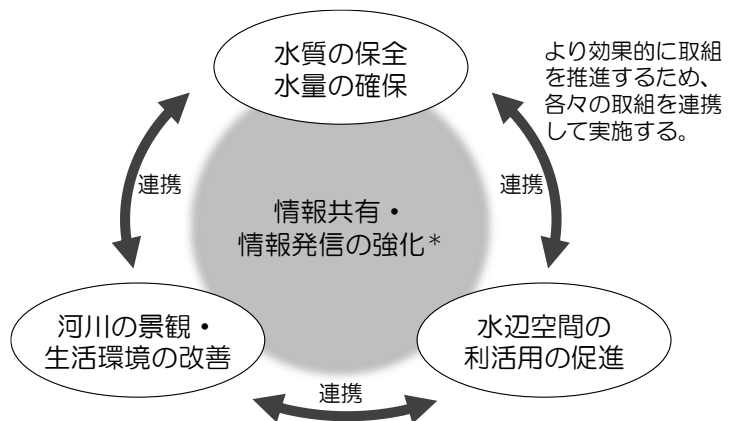 水質の保全
水量の確保
より効果的に取組
を推進するため、
各々の取組を連携
して実施する。
連携
連携
情報共有・
情報発信の強化*
河川の景観・
生活環境の改善
水辺空間の
利活用の促進
連携